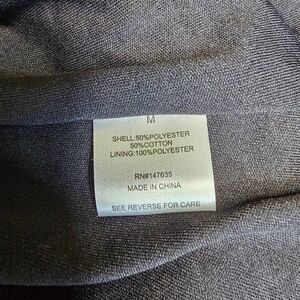 M
SHELL:50%POLYESTER
50%COTTON
LINING:100%POLYESTER
RN#147635
MADE IN CHINA
SEE REVERSE FOR CARE